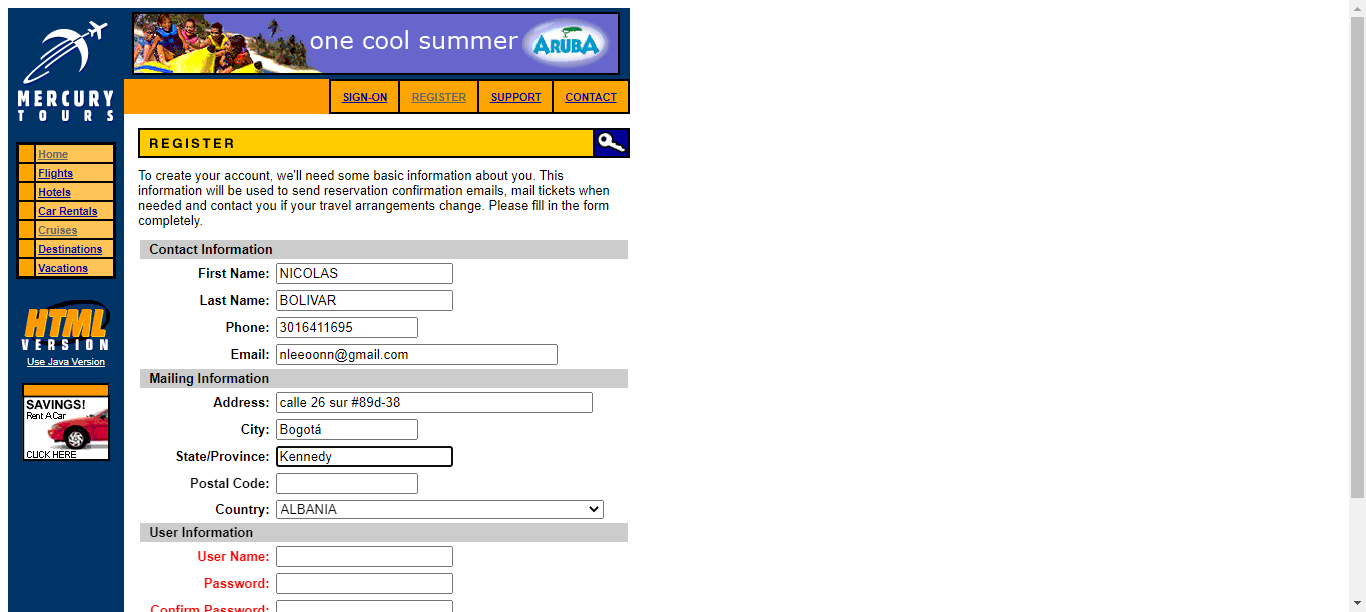 one cool summer ARUBA
MERCURY
TOURS
SIGN-ON REGISTER SUPPORT CONTACT
REGISTER
Home
Flights
Hotels
Car Rentals
Cruises
Destinations
Vacations
HTML
VERSION
Use Java Version
SAVINGS!
Rent A Car
CLICK HERE
To create your account, we'll need some basic information about you. This
information will be used to send reservation confirmation emails, mail tickets when
needed and contact you if your travel arrangements change. Please fill in the form
completely.
Contact Information
First Name: NICOLAS
Last Name: BOLIVAR
Phone: 3016411695
Email: nleeoonn@gmail.com
Mailing Information
Address: calle 26 sur #89d-38
City: Bogotá
State/Province: Kennedy
Postal Code:
Country: ALBANIA
User Information
User Name:
Password:
Confirm Password: